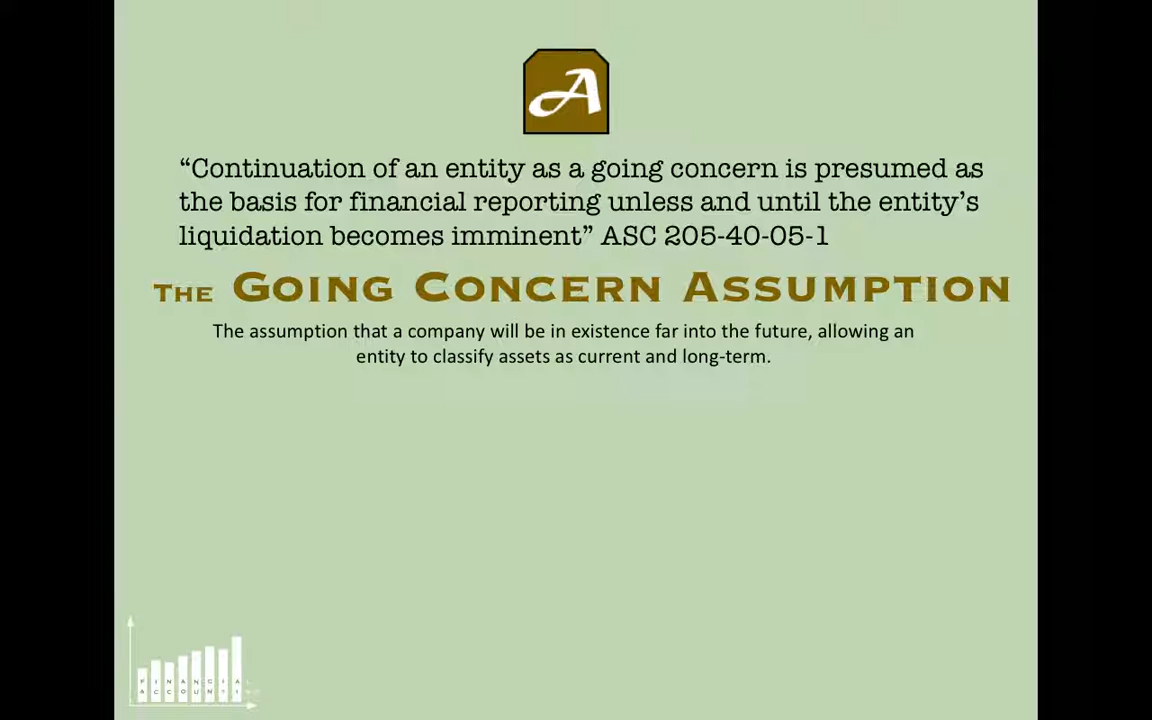 A
“Continuation of an entity as a going concern is presumed as
the basis for financial reporting unless and until the entity’s
liquidation becomes imminent” ASC 205-40-05-1
The Going Concern Assumption
The assumption that a company will be in existence far into the future, allowing an
entity to classify assets as current and long-term.
FINANCIAL
ACCOUNTING